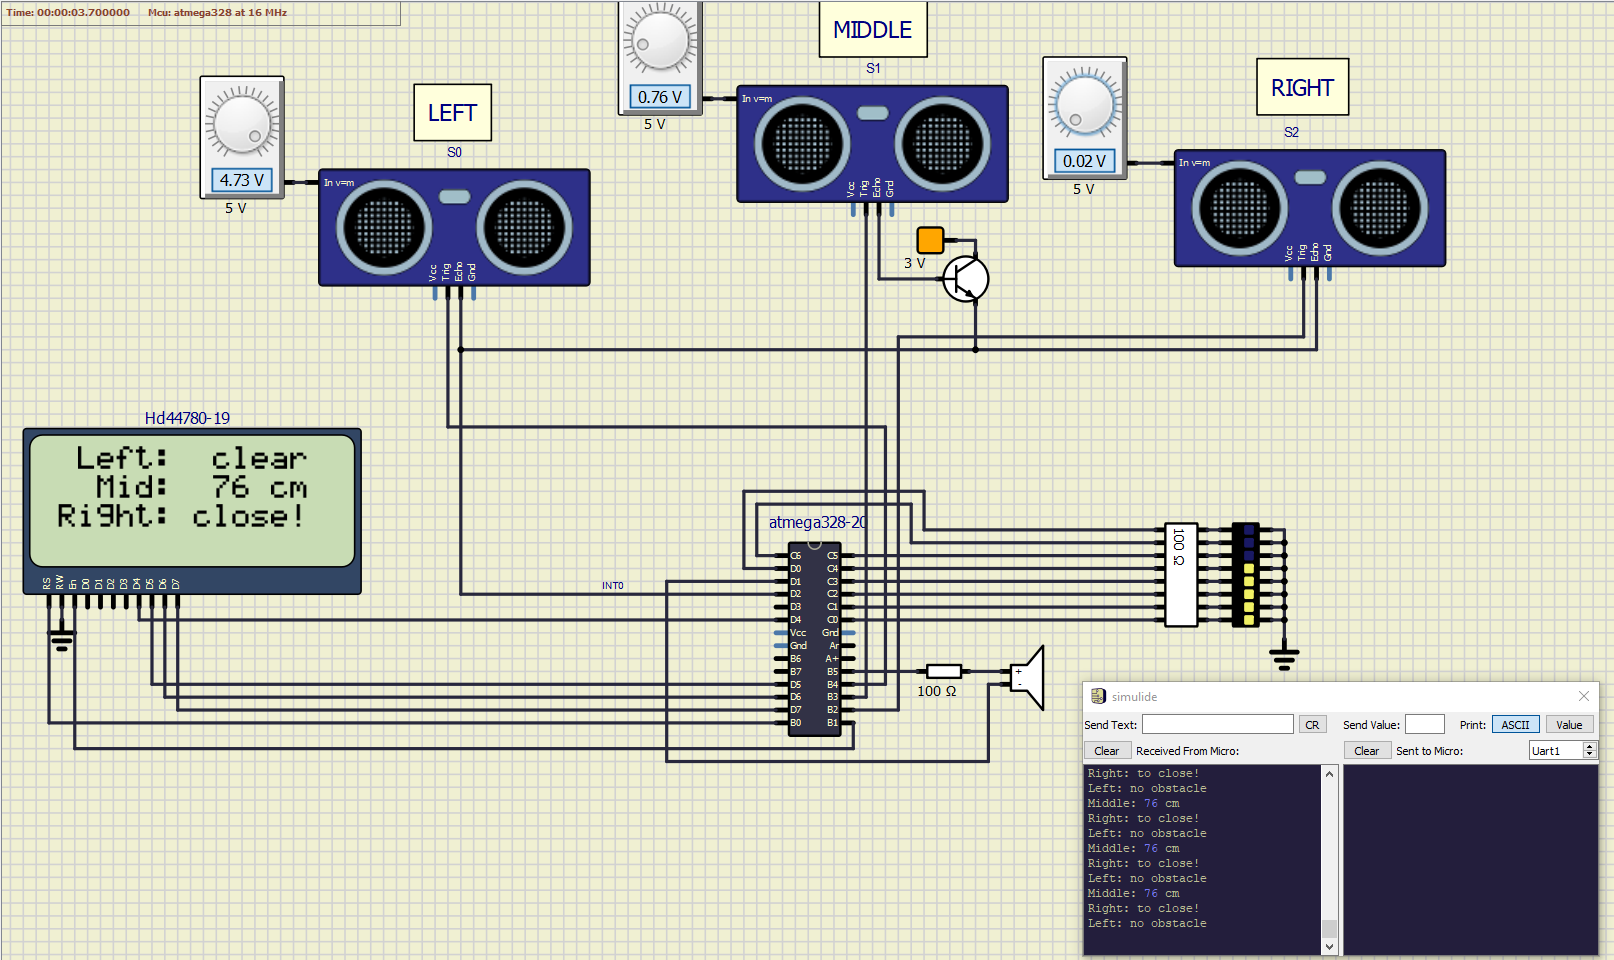 Time: 00:00:03.700000 Mcu: atmega328 at 16 MHz
MIDDLE
S1
0.76 V
5 V
In v=m
Vcc
Trig
Echo
Gnd
RIGHT
S2
0.02 V
5 V
In v=m
Vcc
Trig
Echo
Gnd
LEFT
S0
4.73 V
5 V
In v=m
Vcc
Trig
Echo
Gnd
3 V
Hd44780-19
Left: clear
Mid: 76 cm
Right: close!
RS RW En D0 D1 D2 D3 D4 D5 D6 D7
INT0
atmega328-20
C6 C5
D0 C4
D1 C3
D2 C2
D3 C1
D4 C0
Vcc Gnd
Gnd Ar
B6 A+
B7 B5
D5 B4
D6 B3
D7 B2
B0 B1
100 Ω
100 Ω
+
-
simulide
Send Text: CR Send Value: Print: ASCII Value
Clear Received From Micro: Clear Sent to Micro: Uart1
Right: to close!
Left: no obstacle
Middle: 76 cm
Right: to close!
Left: no obstacle
Middle: 76 cm
Right: to close!
Left: no obstacle
Middle: 76 cm
Right: to close!
Left: no obstacle